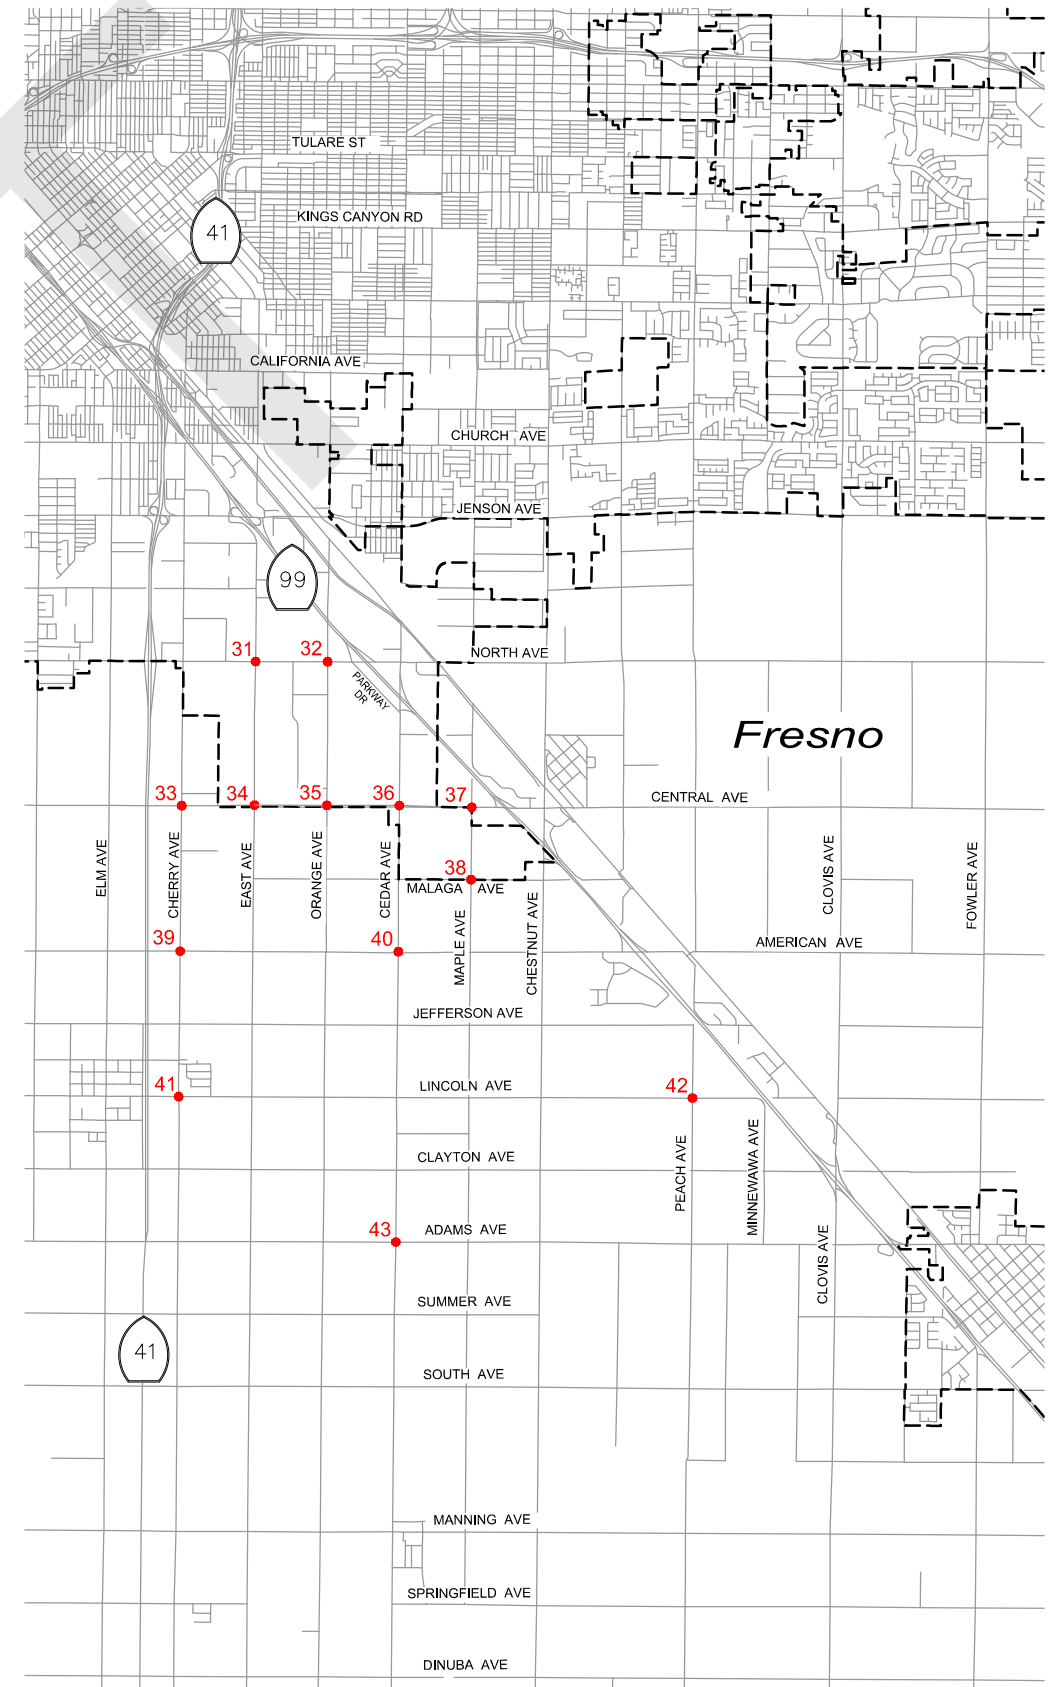 TULARE ST
KINGS CANYON RD
41
CALIFORNIA AVE
CHURCH AVE
JENSON AVE
99
31
32
NORTH AVE
PARKWAY
DR
Fresno
33
34
35
36
37
CENTRAL AVE
ELM AVE
CHERRY AVE
EAST AVE
ORANGE AVE
CEDAR AVE
38
MALAGA AVE
MAPLE AVE
CHESTNUT AVE
CLOVIS AVE
FOWLER AVE
39
40
AMERICAN AVE
JEFFERSON AVE
41
LINCOLN AVE
42
CLAYTON AVE
PEACH AVE
MINNEWAWA AVE
43
ADAMS AVE
CLOVIS AVE
SUMMER AVE
41
SOUTH AVE
MANNING AVE
SPRINGFIELD AVE
DINUBA AVE